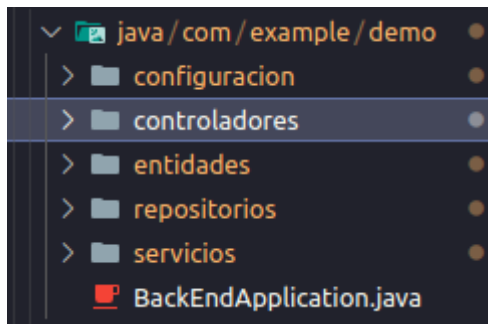 java/com/example/demo
configuracion
controladores
entidades
repositorios
servicios
BackEndApplication.java